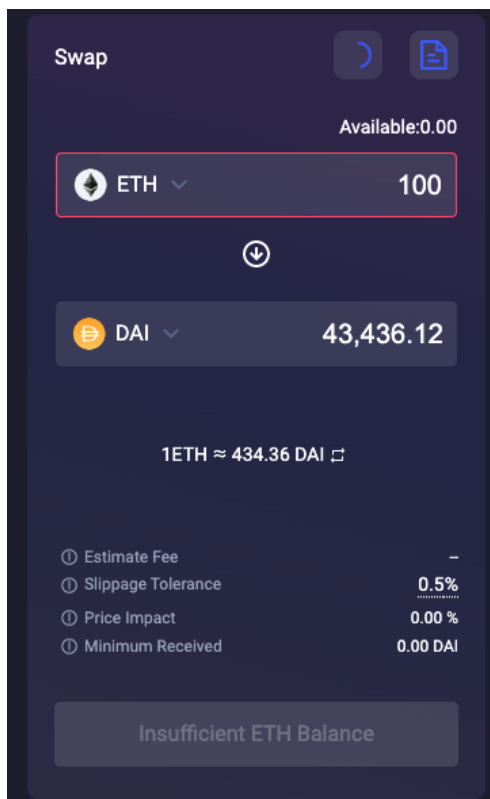 Swap
Available:0.00
ETH 100
DAI 43,436.12
1ETH ≈ 434.36 DAI
Estimate Fee –
Slippage Tolerance 0.5%
Price Impact 0.00 %
Minimum Received 0.00 DAI
Insufficient ETH Balance